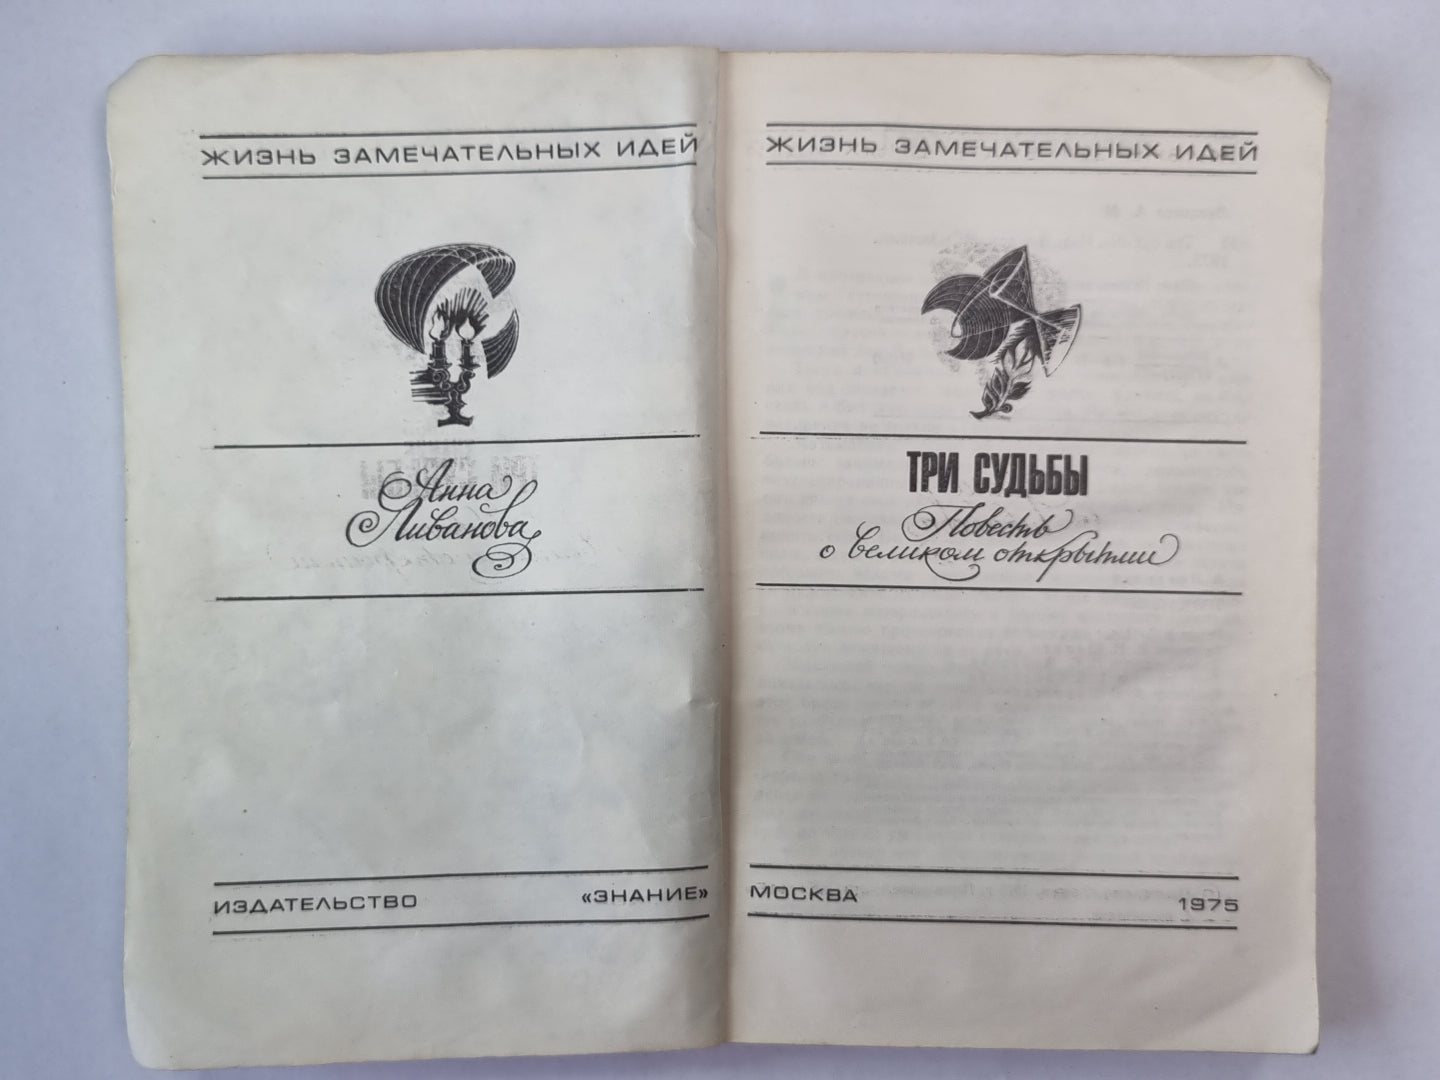 ЖИЗНЬ ЗАМЕЧАТЕЛЬНЫХ ИДЕЙ
Анна
Ливанова
ИЗДАТЕЛЬСТВО «ЗНАНИЕ»
ЖИЗНЬ ЗАМЕЧАТЕЛЬНЫХ ИДЕЙ
ТРИ СУДЬБЫ
Повесть
о великом открытии
МОСКВА 1975